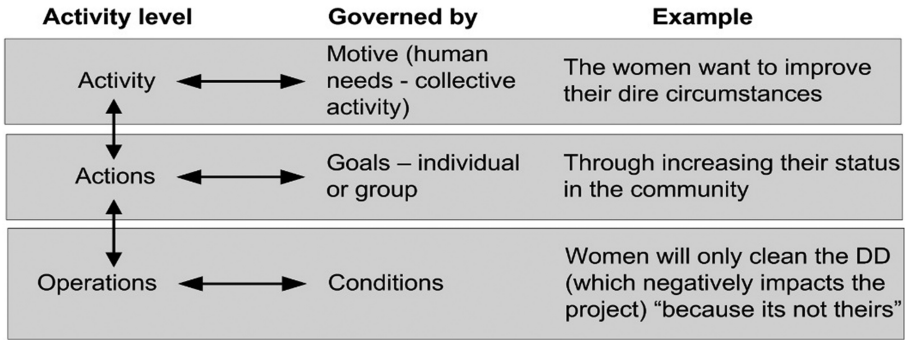 Activity level Governed by Example
Activity
Motive (human
needs - collective
activity)
The women want to improve
their dire circumstances
Actions
Goals – individual
or group
Through increasing their status
in the community
Operations
Conditions
Women will only clean the DD
(which negatively impacts the
project) “because its not theirs”